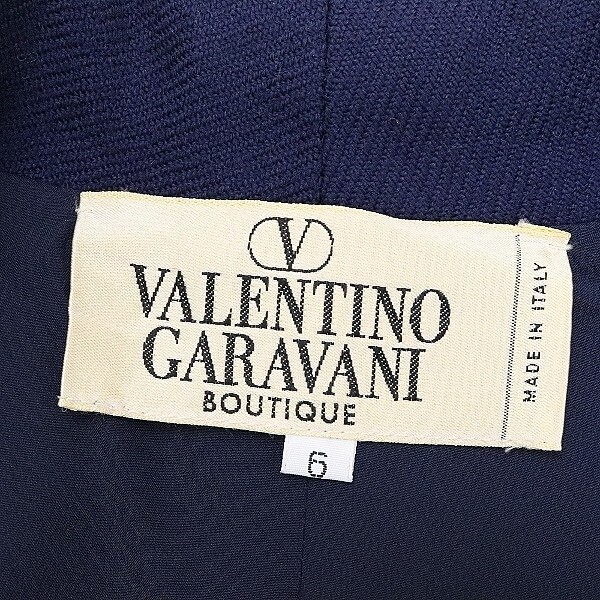 V
VALENTINO
GARAVANI
BOUTIQUE
MADE IN ITALY
6